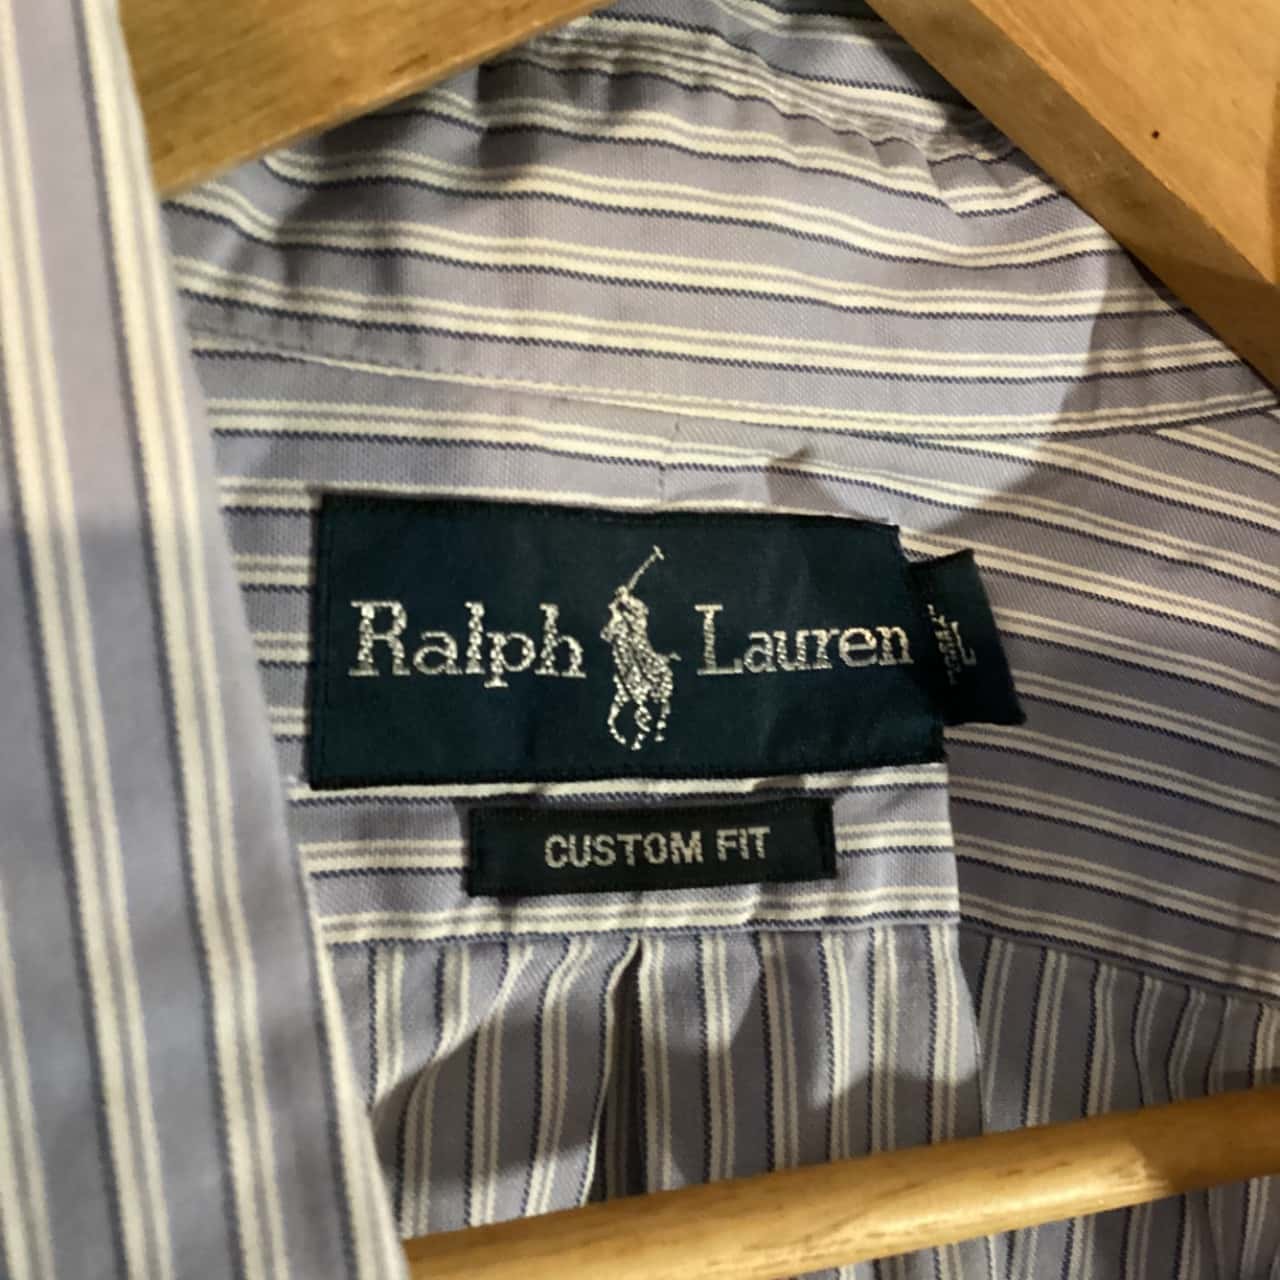 Ralph Lauren
L
CUSTOM FIT